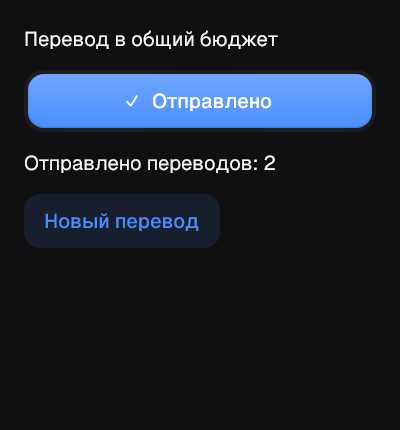 Перевод в общий бюджет
✓ Отправлено
Отправлено переводов: 2
Новый перевод